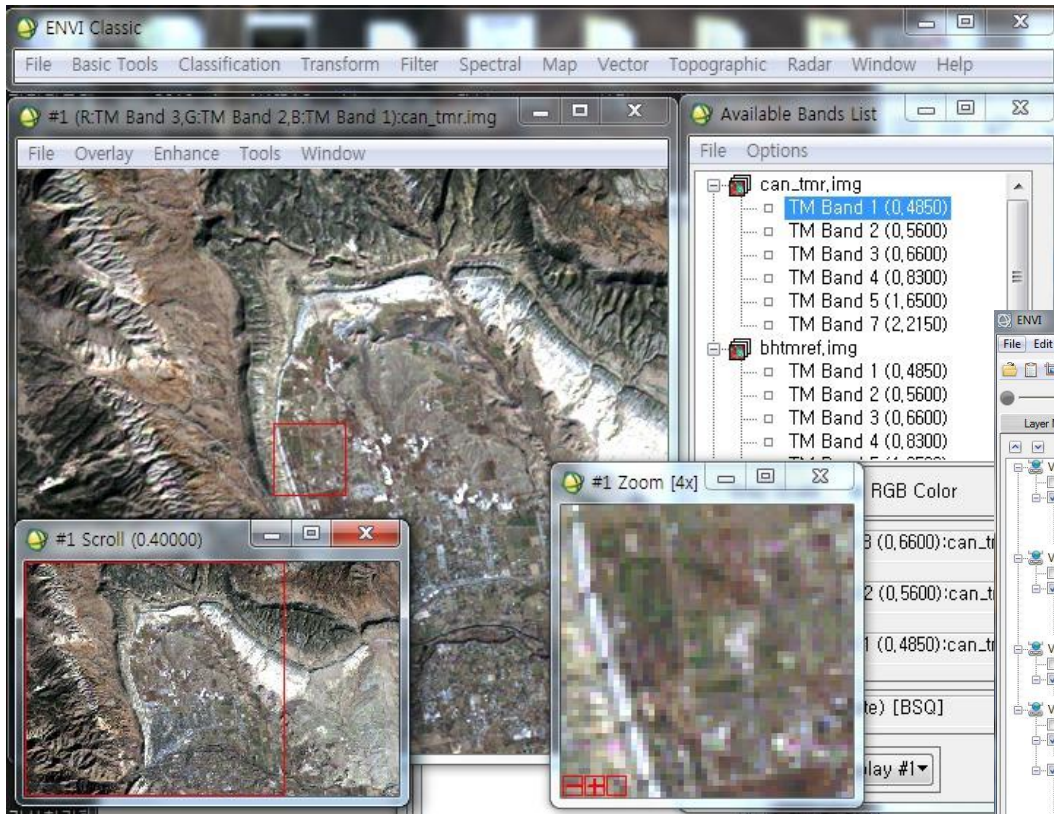 ENVI Classic
File Basic Tools Classification Transform Filter Spectral Map Vector Topographic Radar Window Help
#1 (R:TM Band 3,G:TM Band 2,B:TM Band 1):can_tmr.img
File Overlay Enhance Tools Window
Available Bands List
File Options
can_tmr,img
TM Band 1 (0,4850)
TM Band 2 (0,5600)
TM Band 3 (0,6600)
TM Band 4 (0,8300)
TM Band 5 (1,6500)
TM Band 7 (2,2150)
bhtmref,img
TM Band 1 (0,4850)
TM Band 2 (0,5600)
TM Band 3 (0,6600)
TM Band 4 (0,8300)
RGB Color
(0,6600):can_t
2 (0,5600):can_t
1 (0,4850):can_t
[BSQ]
#1
#1 Scroll (0.40000)
#1 Zoom [4x]
ENVI
File Edit
Layer